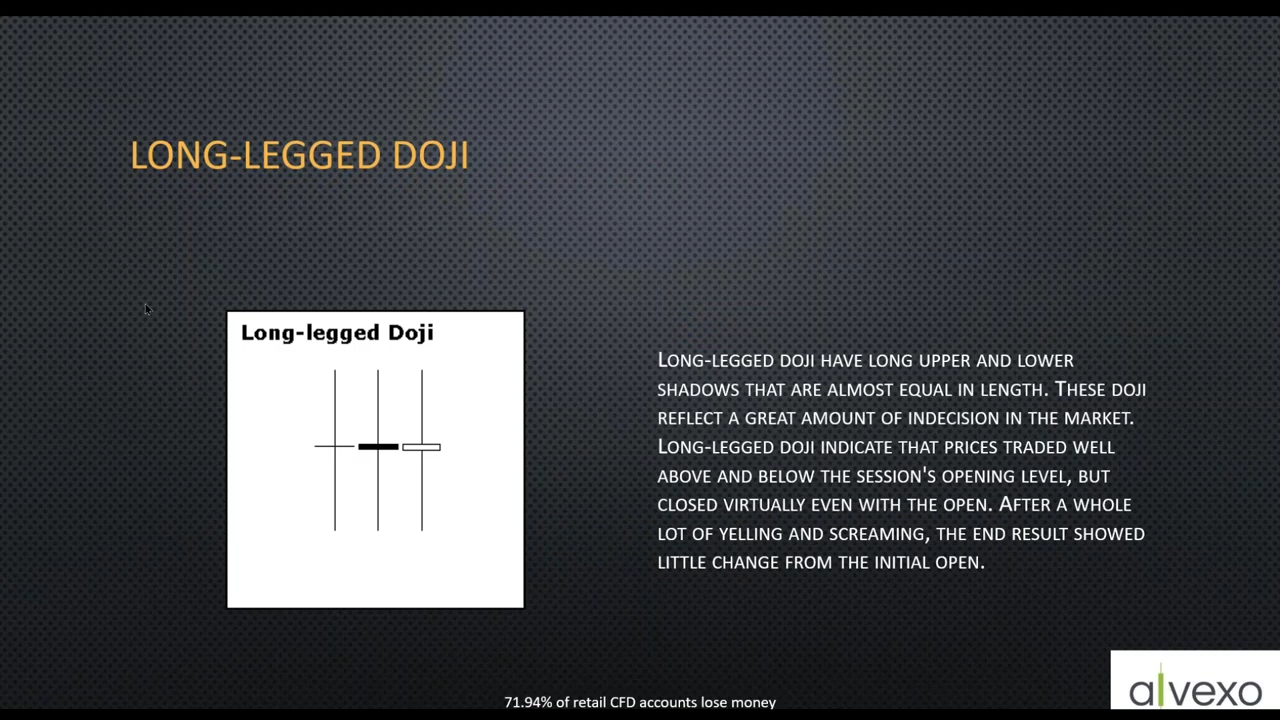 LONG-LEGGED DOJI
Long-legged Doji
LONG-LEGGED DOJI HAVE LONG UPPER AND LOWER
SHADOWS THAT ARE ALMOST EQUAL IN LENGTH. THESE DOJI
REFLECT A GREAT AMOUNT OF INDECISION IN THE MARKET.
LONG-LEGGED DOJI INDICATE THAT PRICES TRADED WELL
ABOVE AND BELOW THE SESSION'S OPENING LEVEL, BUT
CLOSED VIRTUALLY EVEN WITH THE OPEN. AFTER A WHOLE
LOT OF YELLING AND SCREAMING, THE END RESULT SHOWED
LITTLE CHANGE FROM THE INITIAL OPEN.
71.94% of retail CFD accounts lose money
alvexo